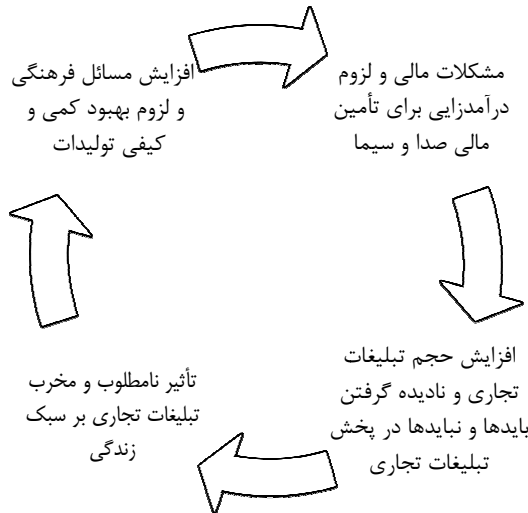 مشکلات مالی و لزوم
درآمدزایی برای تأمین
مالی صدا و سیما
افزایش حجم تبلیغات
تجاری و نادیده گرفتن
بایدها و نبایدها در پخش
تبلیغات تجاری
تأثیر نامطلوب و مخرب
تبلیغات تجاری بر سبک
زندگی
افزایش مسائل فرهنگی
و لزوم بهبود کمی و
کیفی تولیدات